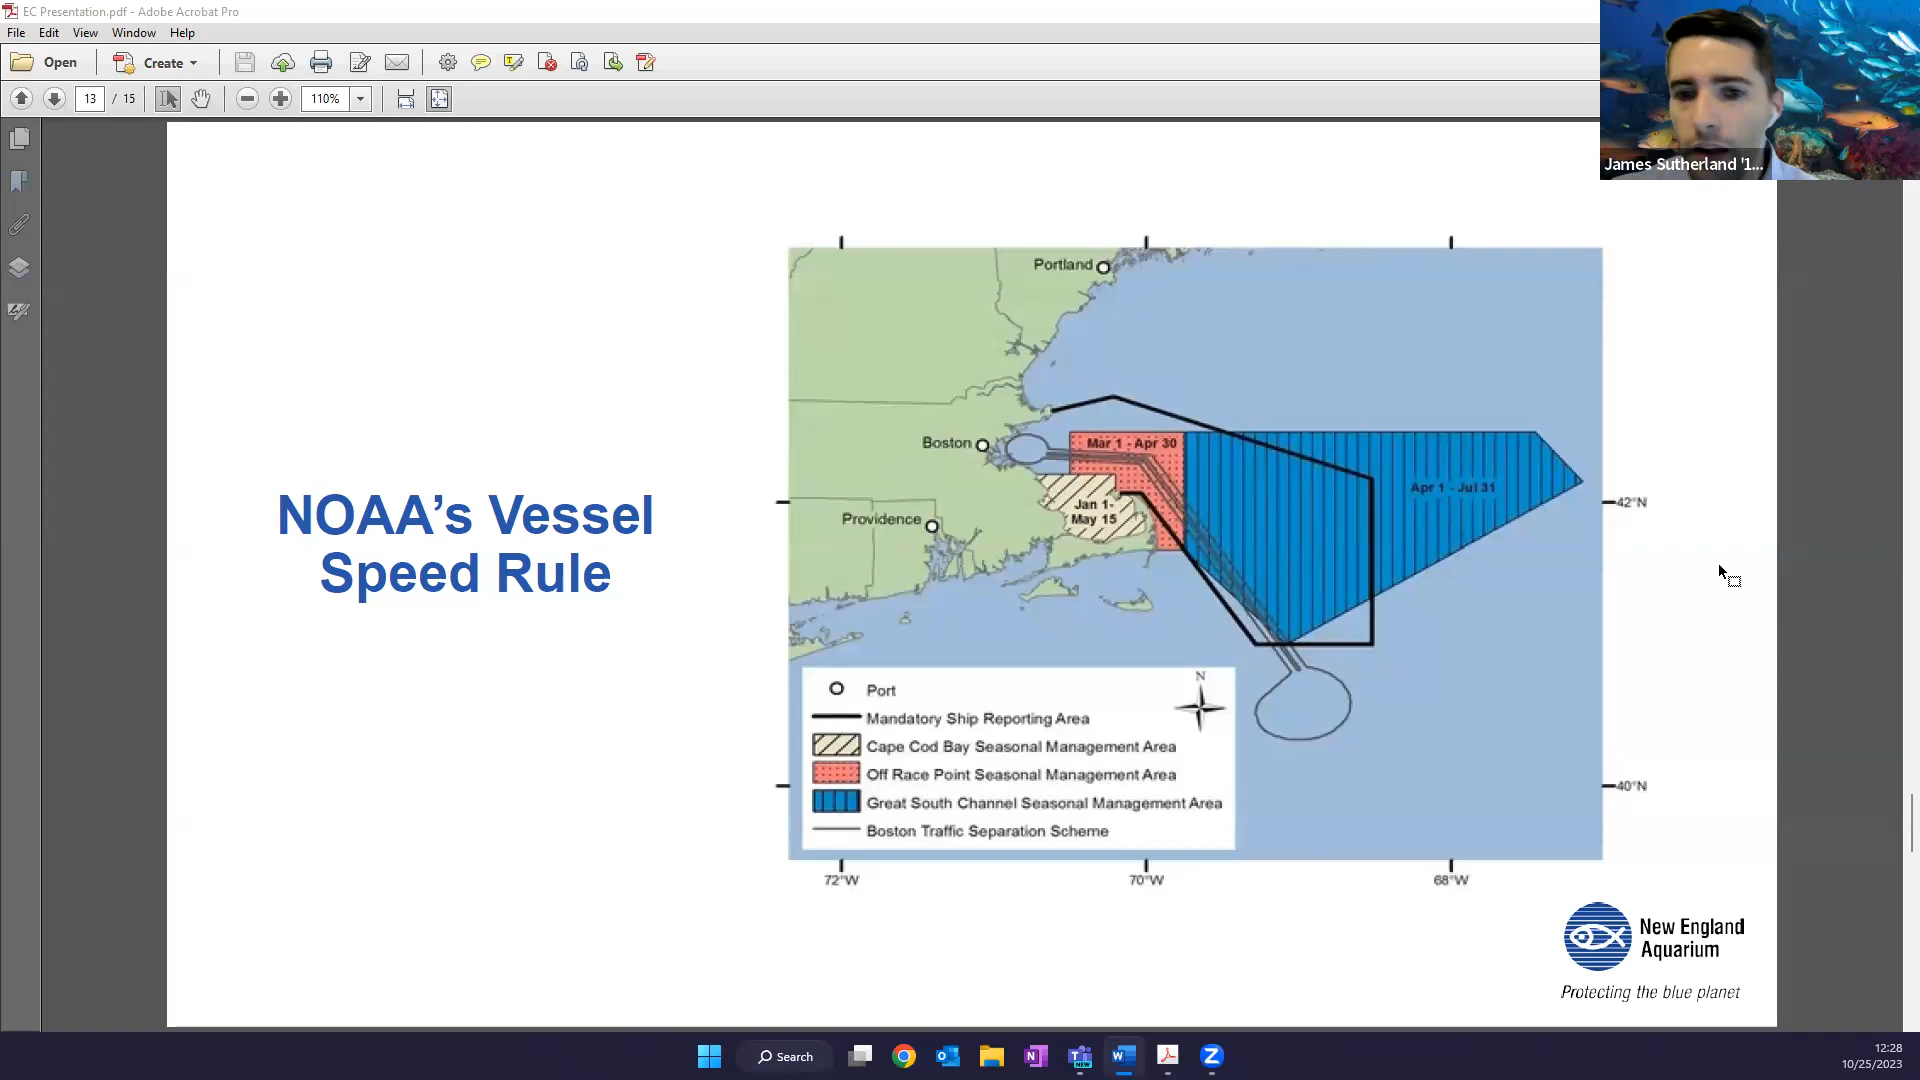 EC Presentation.pdf - Adobe Acrobat Pro
File Edit View Window Help
Open Create
13 / 15 110%
James Sutherland '1...
NOAA's Vessel
Speed Rule
Portland
Boston
Mar 1 - Apr 30
Apr 1 - Jul 31
Jan 1-
May 15
Providence
42°N
40°N
N
Port
Mandatory Ship Reporting Area
Cape Cod Bay Seasonal Management Area
Off Race Point Seasonal Management Area
Great South Channel Seasonal Management Area
Boston Traffic Separation Scheme
72°W 70°W 68°W
New England
Aquarium
Protecting the blue planet
Search
12:28
10/25/2023